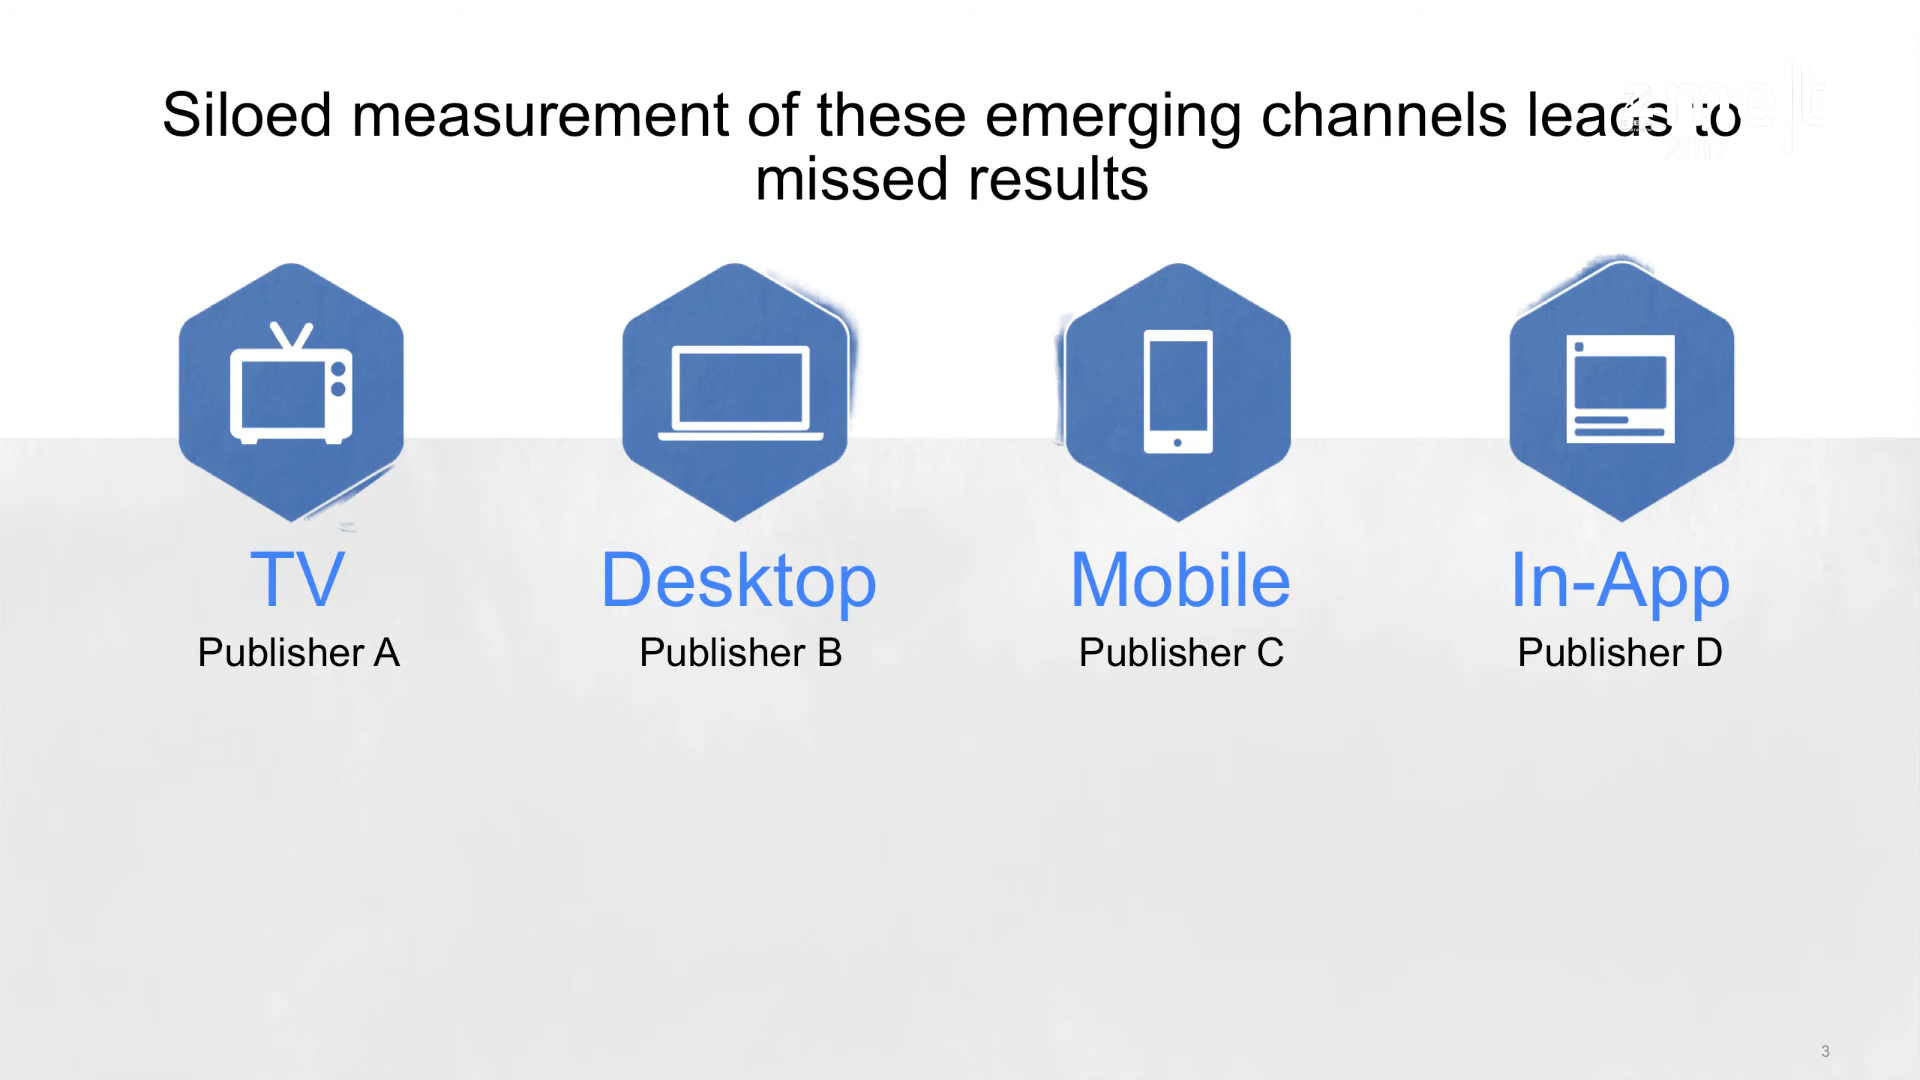 Siloed measurement of these emerging channels leads to
missed results
TV
Desktop
Mobile
In-App
Publisher A
Publisher B
Publisher C
Publisher D
3